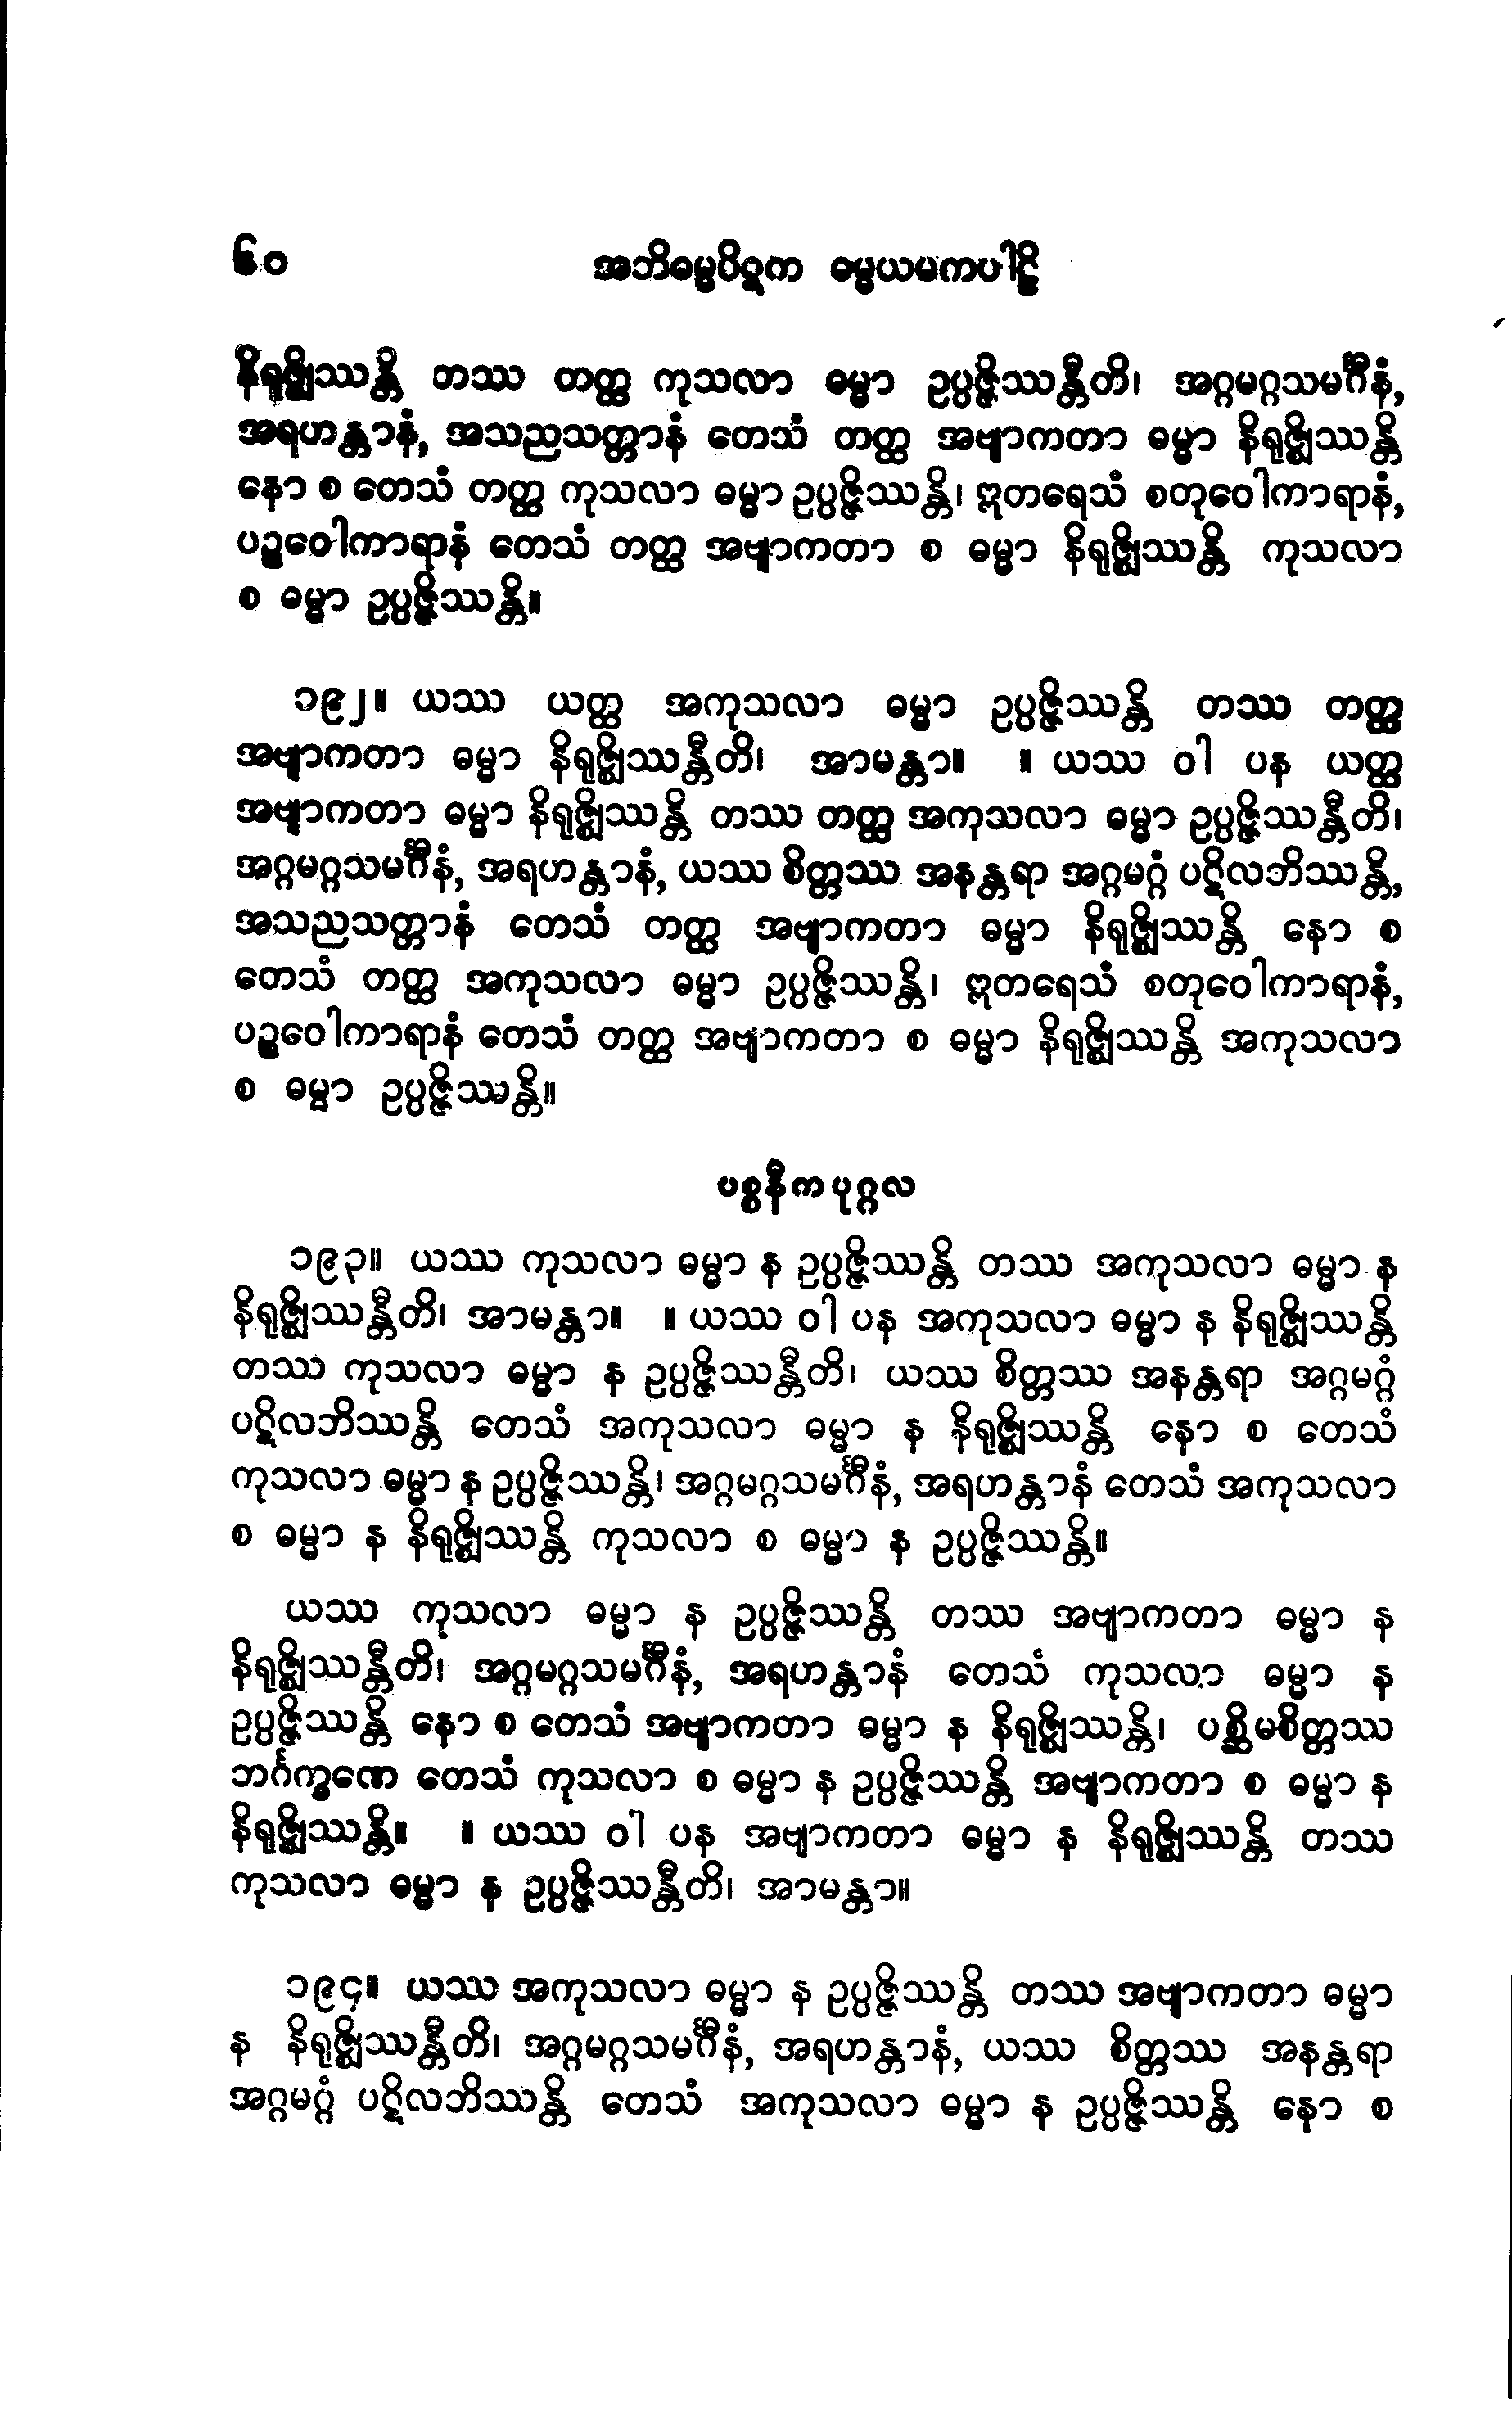 ၆၀ အဘိဓမ္မပိဋက ဓမ္မယမကပါဠိ
နိရုဇ္ဈိဿန္တိ တဿ တတ္ထ ကုသလာ ဓမ္မာ ဥပ္ပဇ္ဇိဿန္တီတိ၊ အဂ္ဂမဂ္ဂသမင်္ဂီနံ,
အရဟန္တာနံ, အသညသတ္တာနံ တေသံ တတ္ထ အဗျာကတာ ဓမ္မာ နိရုဇ္ဈိဿန္တိ
နော စ တေသံ တတ္ထ ကုသလာ ဓမ္မာ ဥပ္ပဇ္ဇိဿန္တိ၊ ဣတရေသံ စတုဝေါကာရာနံ,
ပဉ္စဝေါကာရာနံ တေသံ တတ္ထ အဗျာကတာ စ ဓမ္မာ နိရုဇ္ဈိဿန္တိ ကုသလာ
စ ဓမ္မာ ဥပ္ပဇ္ဇိဿန္တိ။
၁၉၂။ ယဿ ယတ္ထ အကုသလာ ဓမ္မာ ဥပ္ပဇ္ဇိဿန္တိ တဿ တတ္ထ
အဗျာကတာ ဓမ္မာ နိရုဇ္ဈိဿန္တီတိ၊ အာမန္တာ။ ။ ယဿ ဝါ ပန ယတ္ထ
အဗျာကတာ ဓမ္မာ နိရုဇ္ဈိဿန္တိ တဿ တတ္ထ အကုသလာ ဓမ္မာ ဥပ္ပဇ္ဇိဿန္တီတိ၊
အဂ္ဂမဂ္ဂသမင်္ဂီနံ, အရဟန္တာနံ, ယဿ စိတ္တဿ အနန္တရာ အဂ္ဂမဂ္ဂံ ပဋိလဘိဿန္တိ,
အသညသတ္တာနံ တေသံ တတ္ထ အဗျာကတာ ဓမ္မာ နိရုဇ္ဈိဿန္တိ နော စ
တေသံ တတ္ထ အကုသလာ ဓမ္မာ ဥပ္ပဇ္ဇိဿန္တိ၊ ဣတရေသံ စတုဝေါကာရာနံ,
ပဉ္စဝေါကာရာနံ တေသံ တတ္ထ အဗျာကတာ စ ဓမ္မာ နိရုဇ္ဈိဿန္တိ အကုသလာ
စ ဓမ္မာ ဥပ္ပဇ္ဇိဿန္တိ။
ပစ္စနီကပုဂ္ဂလ
၁၉၃။ ယဿ ကုသလာ ဓမ္မာ န ဥပ္ပဇ္ဇိဿန္တိ တဿ အကုသလာ ဓမ္မာ န
နိရုဇ္ဈိဿန္တီတိ၊ အာမန္တာ။ ။ ယဿ ဝါ ပန အကုသလာ ဓမ္မာ န နိရုဇ္ဈိဿန္တိ
တဿ ကုသလာ ဓမ္မာ န ဥပ္ပဇ္ဇိဿန္တီတိ၊ ယဿ စိတ္တဿ အနန္တရာ အဂ္ဂမဂ္ဂံ
ပဋိလဘိဿန္တိ တေသံ အကုသလာ ဓမ္မာ န နိရုဇ္ဈိဿန္တိ နော စ တေသံ
ကုသလာ ဓမ္မာ န ဥပ္ပဇ္ဇိဿန္တိ၊ အဂ္ဂမဂ္ဂသမင်္ဂီနံ, အရဟန္တာနံ တေသံ အကုသလာ
စ ဓမ္မာ န နိရုဇ္ဈိဿန္တိ ကုသလာ စ ဓမ္မာ န ဥပ္ပဇ္ဇိဿန္တိ။
ယဿ ကုသလာ ဓမ္မာ န ဥပ္ပဇ္ဇိဿန္တိ တဿ အဗျာကတာ ဓမ္မာ န
နိရုဇ္ဈိဿန္တီတိ၊ အဂ္ဂမဂ္ဂသမင်္ဂီနံ, အရဟန္တာနံ တေသံ ကုသလာ ဓမ္မာ န
ဥပ္ပဇ္ဇိဿန္တိ နော စ တေသံ အဗျာကတာ ဓမ္မာ န နိရုဇ္ဈိဿန္တိ၊ ပစ္ဆိမစိတ္တဿ
ဘင်္ဂက္ခဏေ တေသံ ကုသလာ စ ဓမ္မာ န ဥပ္ပဇ္ဇိဿန္တိ အဗျာကတာ စ ဓမ္မာ န
နိရုဇ္ဈိဿန္တိ။ ။ ယဿ ဝါ ပန အဗျာကတာ ဓမ္မာ န နိရုဇ္ဈိဿန္တိ တဿ
ကုသလာ ဓမ္မာ န ဥပ္ပဇ္ဇိဿန္တီတိ၊ အာမန္တာ။
၁၉၄။ ယဿ အကုသလာ ဓမ္မာ န ဥပ္ပဇ္ဇိဿန္တိ တဿ အဗျာကတာ ဓမ္မာ
န နိရုဇ္ဈိဿန္တီတိ၊ အဂ္ဂမဂ္ဂသမင်္ဂီနံ, အရဟန္တာနံ, ယဿ စိတ္တဿ အနန္တရာ
အဂ္ဂမဂ္ဂံ ပဋိလဘိဿန္တိ တေသံ အကုသလာ ဓမ္မာ န ဥပ္ပဇ္ဇိဿန္တိ နော စ